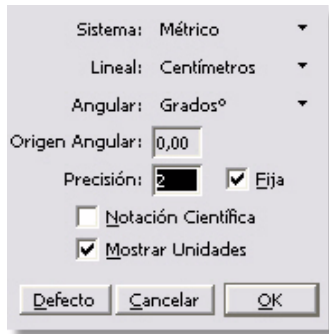 Sistema: Métrico
Lineal: Centímetros
Angular: Gradosº
Origen Angular: 0,00
Precisión: 2 Fija
Notación Científica
Mostrar Unidades
Defecto Cancelar OK